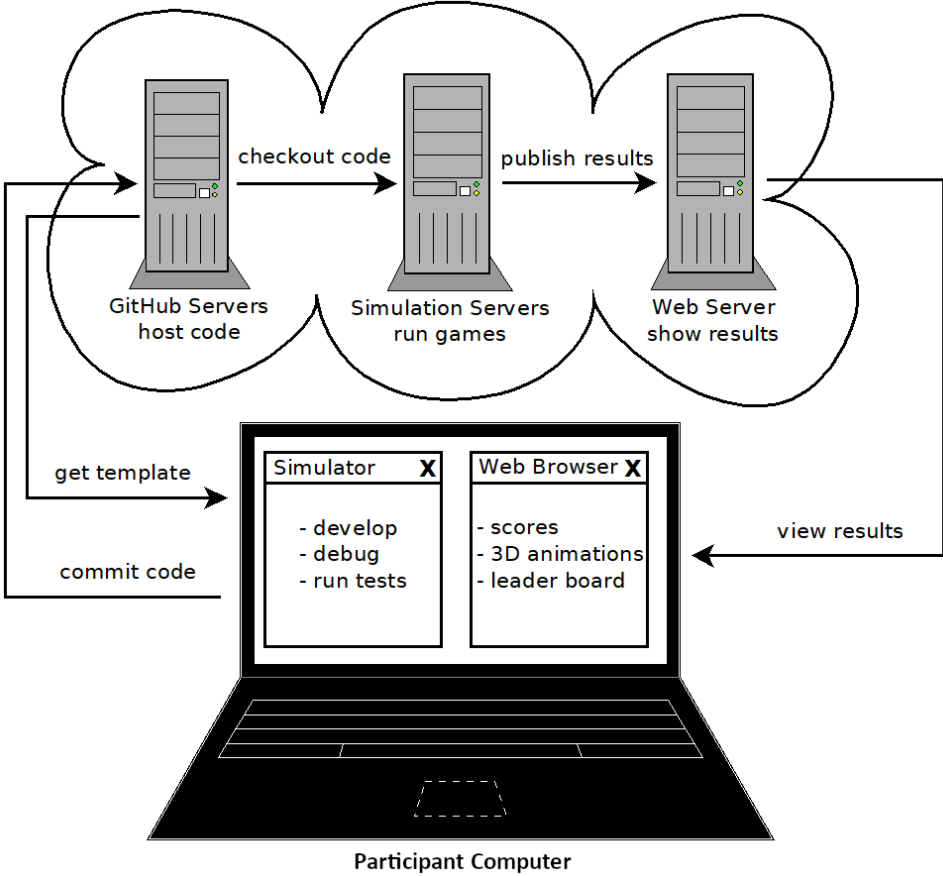 checkout code
publish results
GitHub Servers
host code
Simulation Servers
run games
Web Server
show results
get template
commit code
Simulator X
- develop
- debug
- run tests
Web Browser X
- scores
- 3D animations
- leader board
view results
Participant Computer